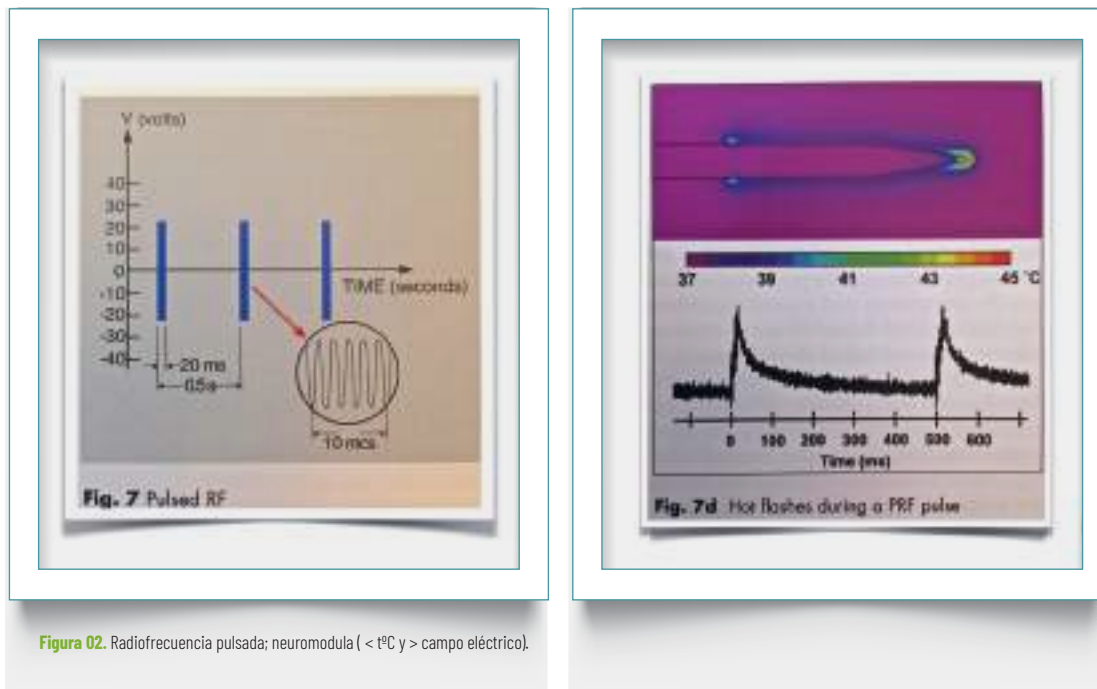 V (volts)
40
30
20
10
0
-10
-20
-30
-40
TIME (seconds)
20 ms
0.5s
10 mcs
Fig. 7 Pulsed RF
37 39 41 43 45 °C
0 100 200 300 400 500 600
Time (ms)
Fig. 7d Hot flashes during a PRF pulse
Figura 02. Radiofrecuencia pulsada; neuromodula ( < tºC y > campo eléctrico).